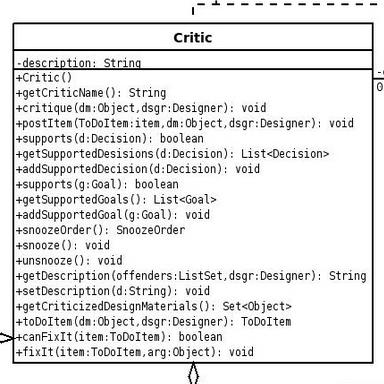 Critic
-description: String
+Critic()
+getCriticName(): String
+critique(dm:Object,dsgr:Designer): void
+postItem(ToDoItem:item,dm:Object,dsgr:Designer): void
+supports(d:Decision): boolean
+getSupportedDesisions(d:Decision): List<Decision>
+addSupportedDecision(d:Decision): void
+supports(g:Goal): boolean
+getSupportedGoals(): List<Goal>
+addSupportedGoal(g:Goal): void
+snoozeOrder(): SnoozeOrder
+snooze(): void
+unsnooze(): void
+getDescription(offenders:ListSet,dsgr:Designer): String
+setDescription(d:String): void
+getCriticizedDesignMaterials(): Set<Object>
+toDoItem(dm:Object,dsgr:Designer): ToDoItem
+canFixIt(item:ToDoItem): boolean
+fixIt(item:ToDoItem,arg:Object): void